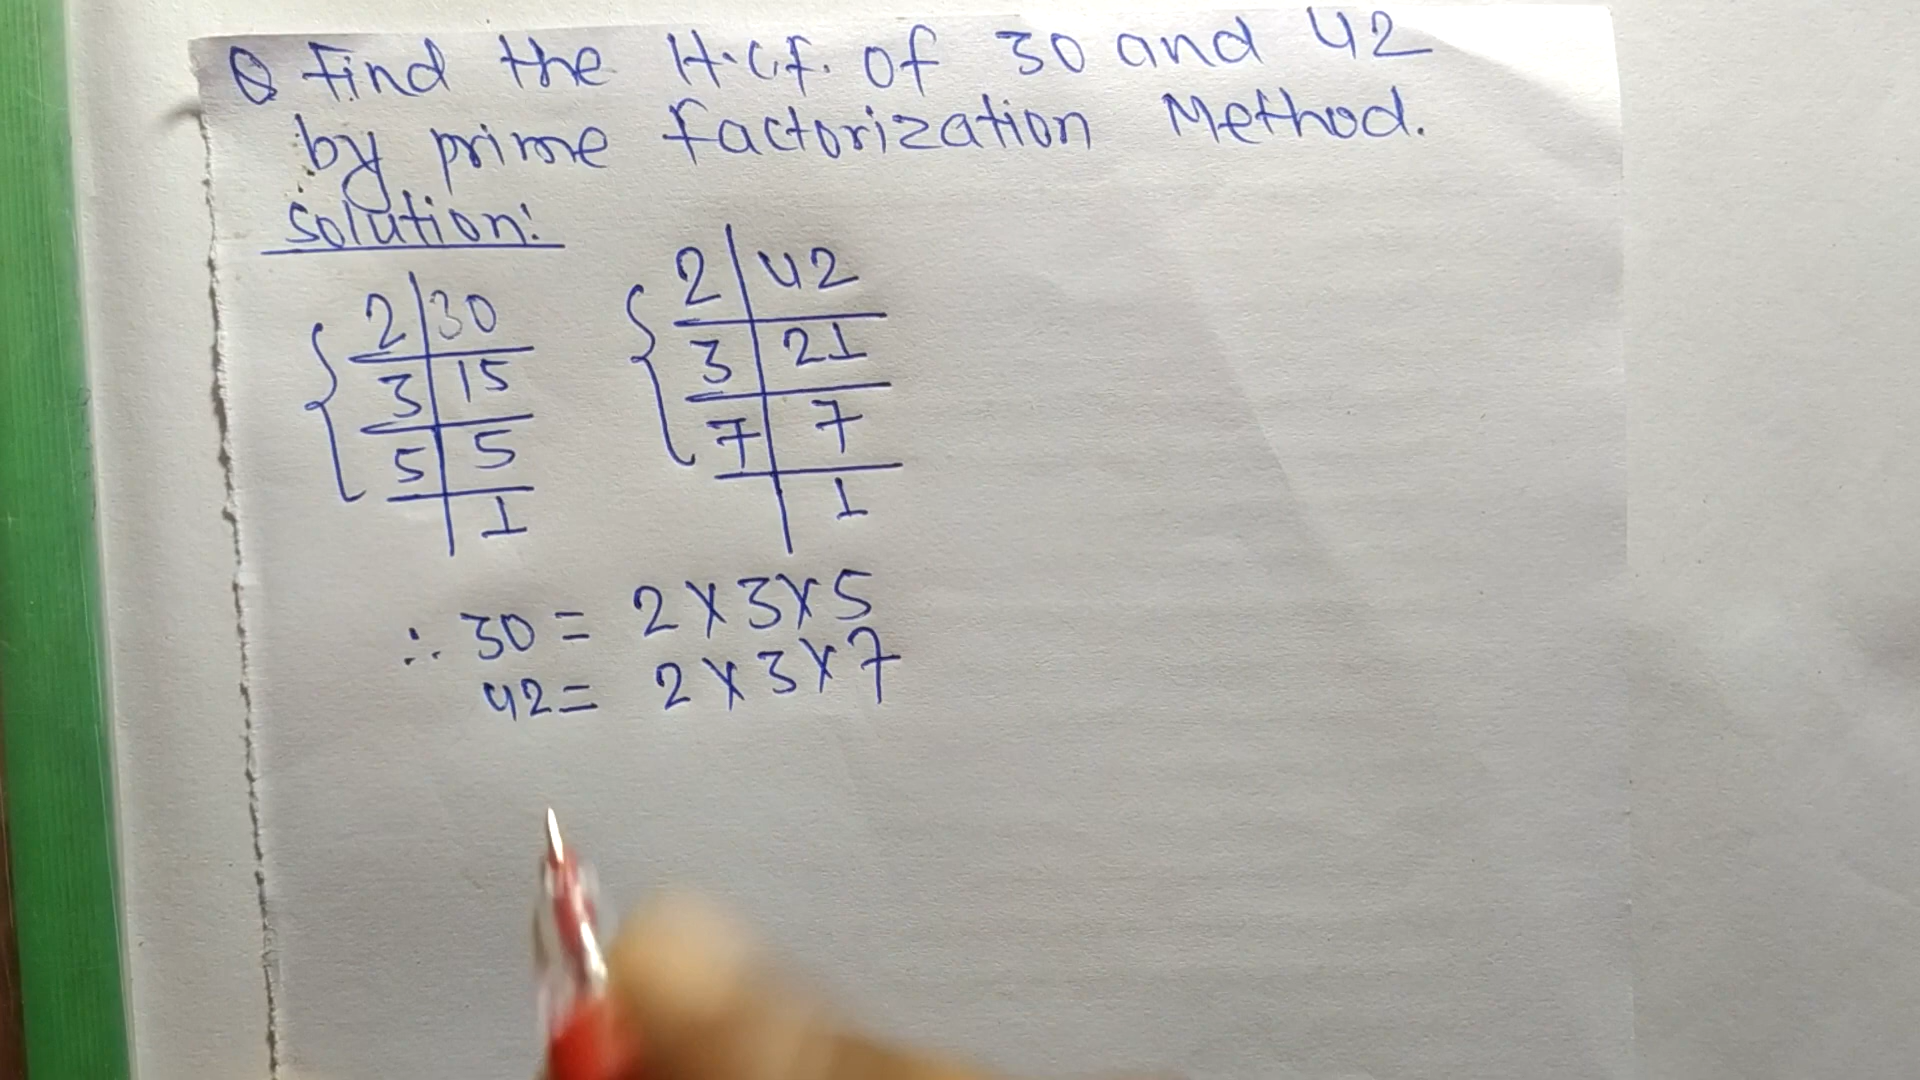 Q Find the H.C.F. of 30 and 42
by prime factorization Method.
Solution:
2 | 30
3 | 15
5 | 5
1
2 | 42
3 | 21
7 | 7
1
∴ 30 = 2 × 3 × 5
42 = 2 × 3 × 7